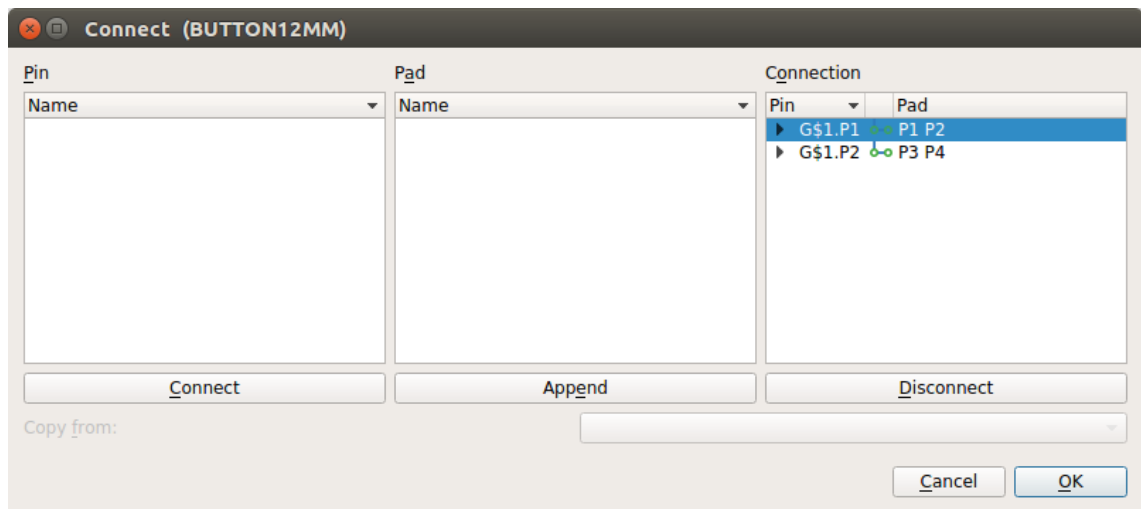 Connect (BUTTON12MM)
Pin Pad Connection
Name Name Pin Pad
G$1.P1 P1 P2
G$1.P2 P3 P4
Connect Append Disconnect
Copy from:
Cancel OK